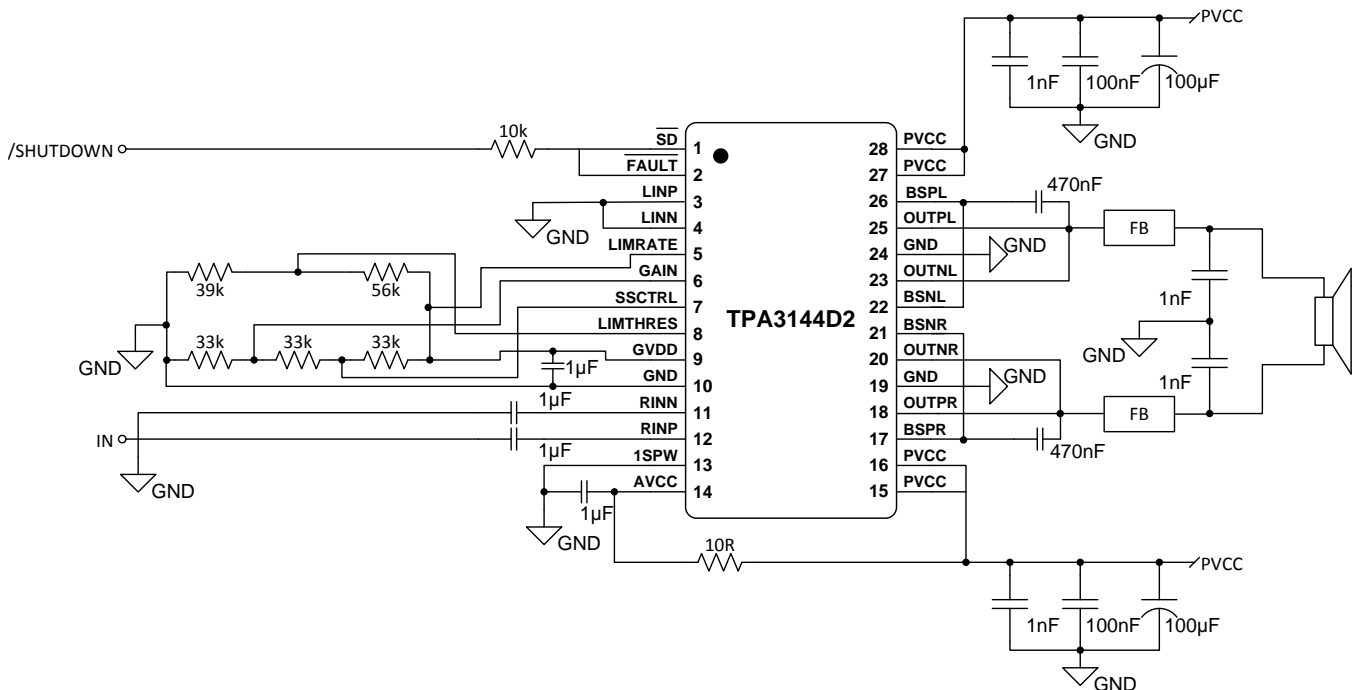 PVCC
1nF
100nF
100µF
GND
/SHUTDOWN
10k
SD
1
28
PVCC
FAULT
2
27
PVCC
LINP
3
26
BSPL
470nF
GND
LINN
4
25
OUTPL
FB
LIMRATE
5
24
GND
GND
39k
56k
GAIN
6
23
OUTNL
1nF
SSCTRL
7
22
BSNL
TPA3144D2
LIMTHRES
8
21
BSNR
GND
33k
33k
33k
GVDD
9
20
OUTNR
GND
1µF
GND
10
19
GND
GND
1nF
1µF
RINN
11
18
OUTPR
FB
IN
RINP
12
17
BSPR
470nF
1µF
1SPW
13
16
PVCC
GND
AVCC
14
15
PVCC
1µF
GND
10R
PVCC
1nF
100nF
100µF
GND